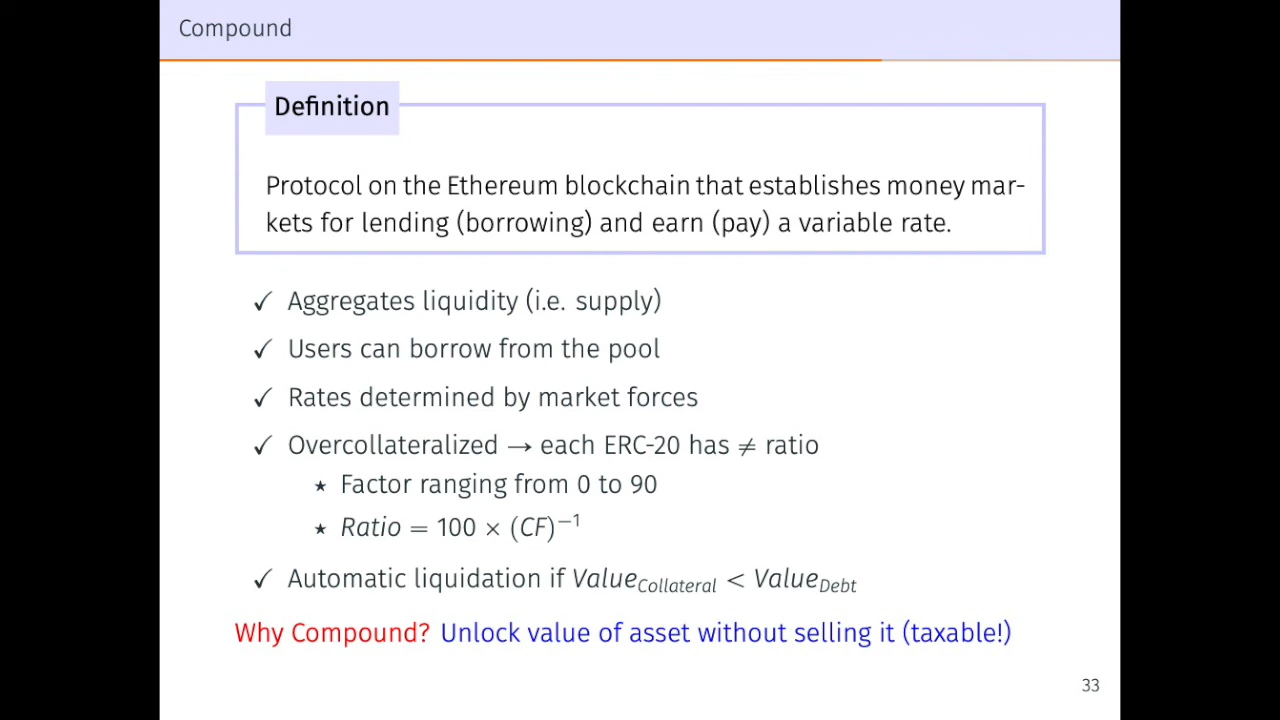 Compound
Definition
Protocol on the Ethereum blockchain that establishes money mar-
kets for lending (borrowing) and earn (pay) a variable rate.
✓ Aggregates liquidity (i.e. supply)
✓ Users can borrow from the pool
✓ Rates determined by market forces
✓ Overcollateralized → each ERC-20 has ≠ ratio
★ Factor ranging from 0 to 90
★ Ratio = 100 × (CF)⁻¹
✓ Automatic liquidation if Value_Collateral < Value_Debt
Why Compound? Unlock value of asset without selling it (taxable!)
33